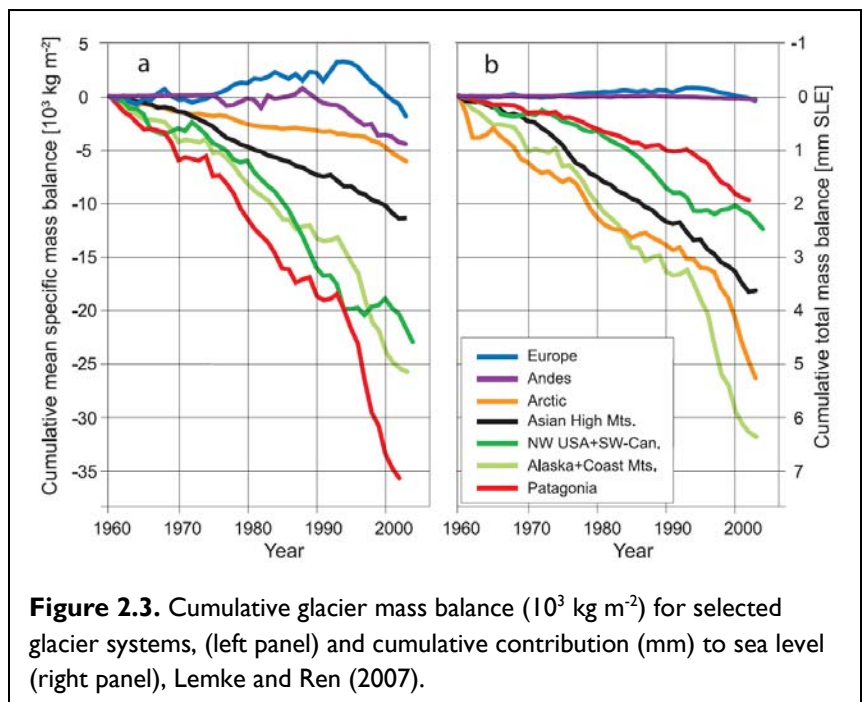 a
b
5
0
-5
-10
-15
-20
-25
-30
-35
Cumulative mean specific mass balance [10³ kg m⁻²]
1960 1970 1980 1990 2000
Year
Europe
Andes
Arctic
Asian High Mts.
NW USA+SW-Can.
Alaska+Coast Mts.
Patagonia
1960 1970 1980 1990 2000
Year
-1
0
1
2
3
4
5
6
7
Cumulative total mass balance [mm SLE]
Figure 2.3. Cumulative glacier mass balance (10³ kg m⁻²) for selected
glacier systems, (left panel) and cumulative contribution (mm) to sea level
(right panel), Lemke and Ren (2007).